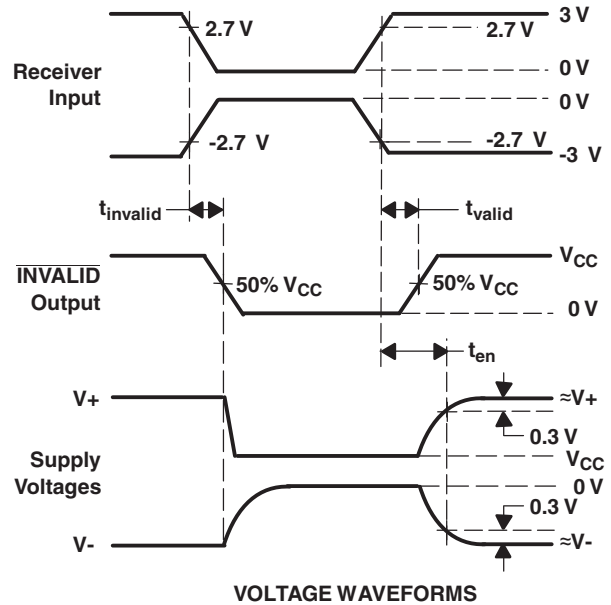 3 V
2.7 V
2.7 V
Receiver
Input
0 V
0 V
-2.7 V
-2.7 V
-3 V
tinvalid
tvalid
INVALID
Output
VCC
50% VCC
50% VCC
0 V
ten
V+
≈V+
0.3 V
Supply
Voltages
VCC
0 V
0.3 V
V-
≈V-
VOLTAGE WAVEFORMS